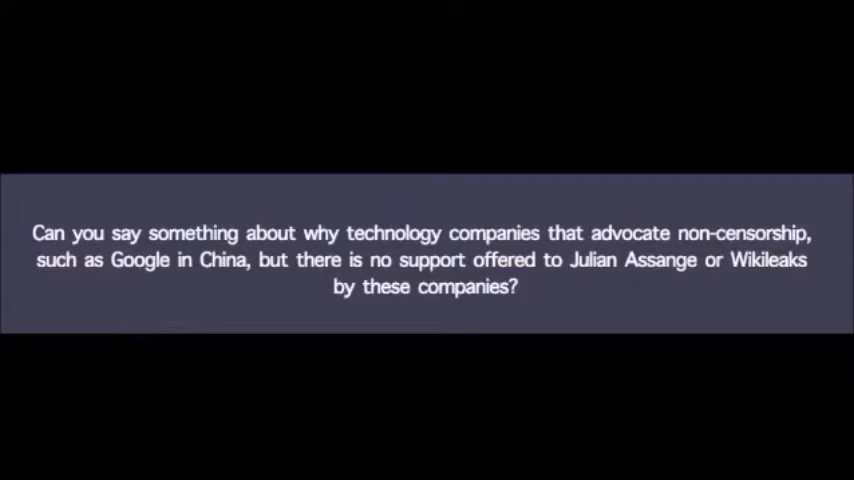 Can you say something about why technology companies that advocate non-censorship,
such as Google in China, but there is no support offered to Julian Assange or Wikileaks
by these companies?